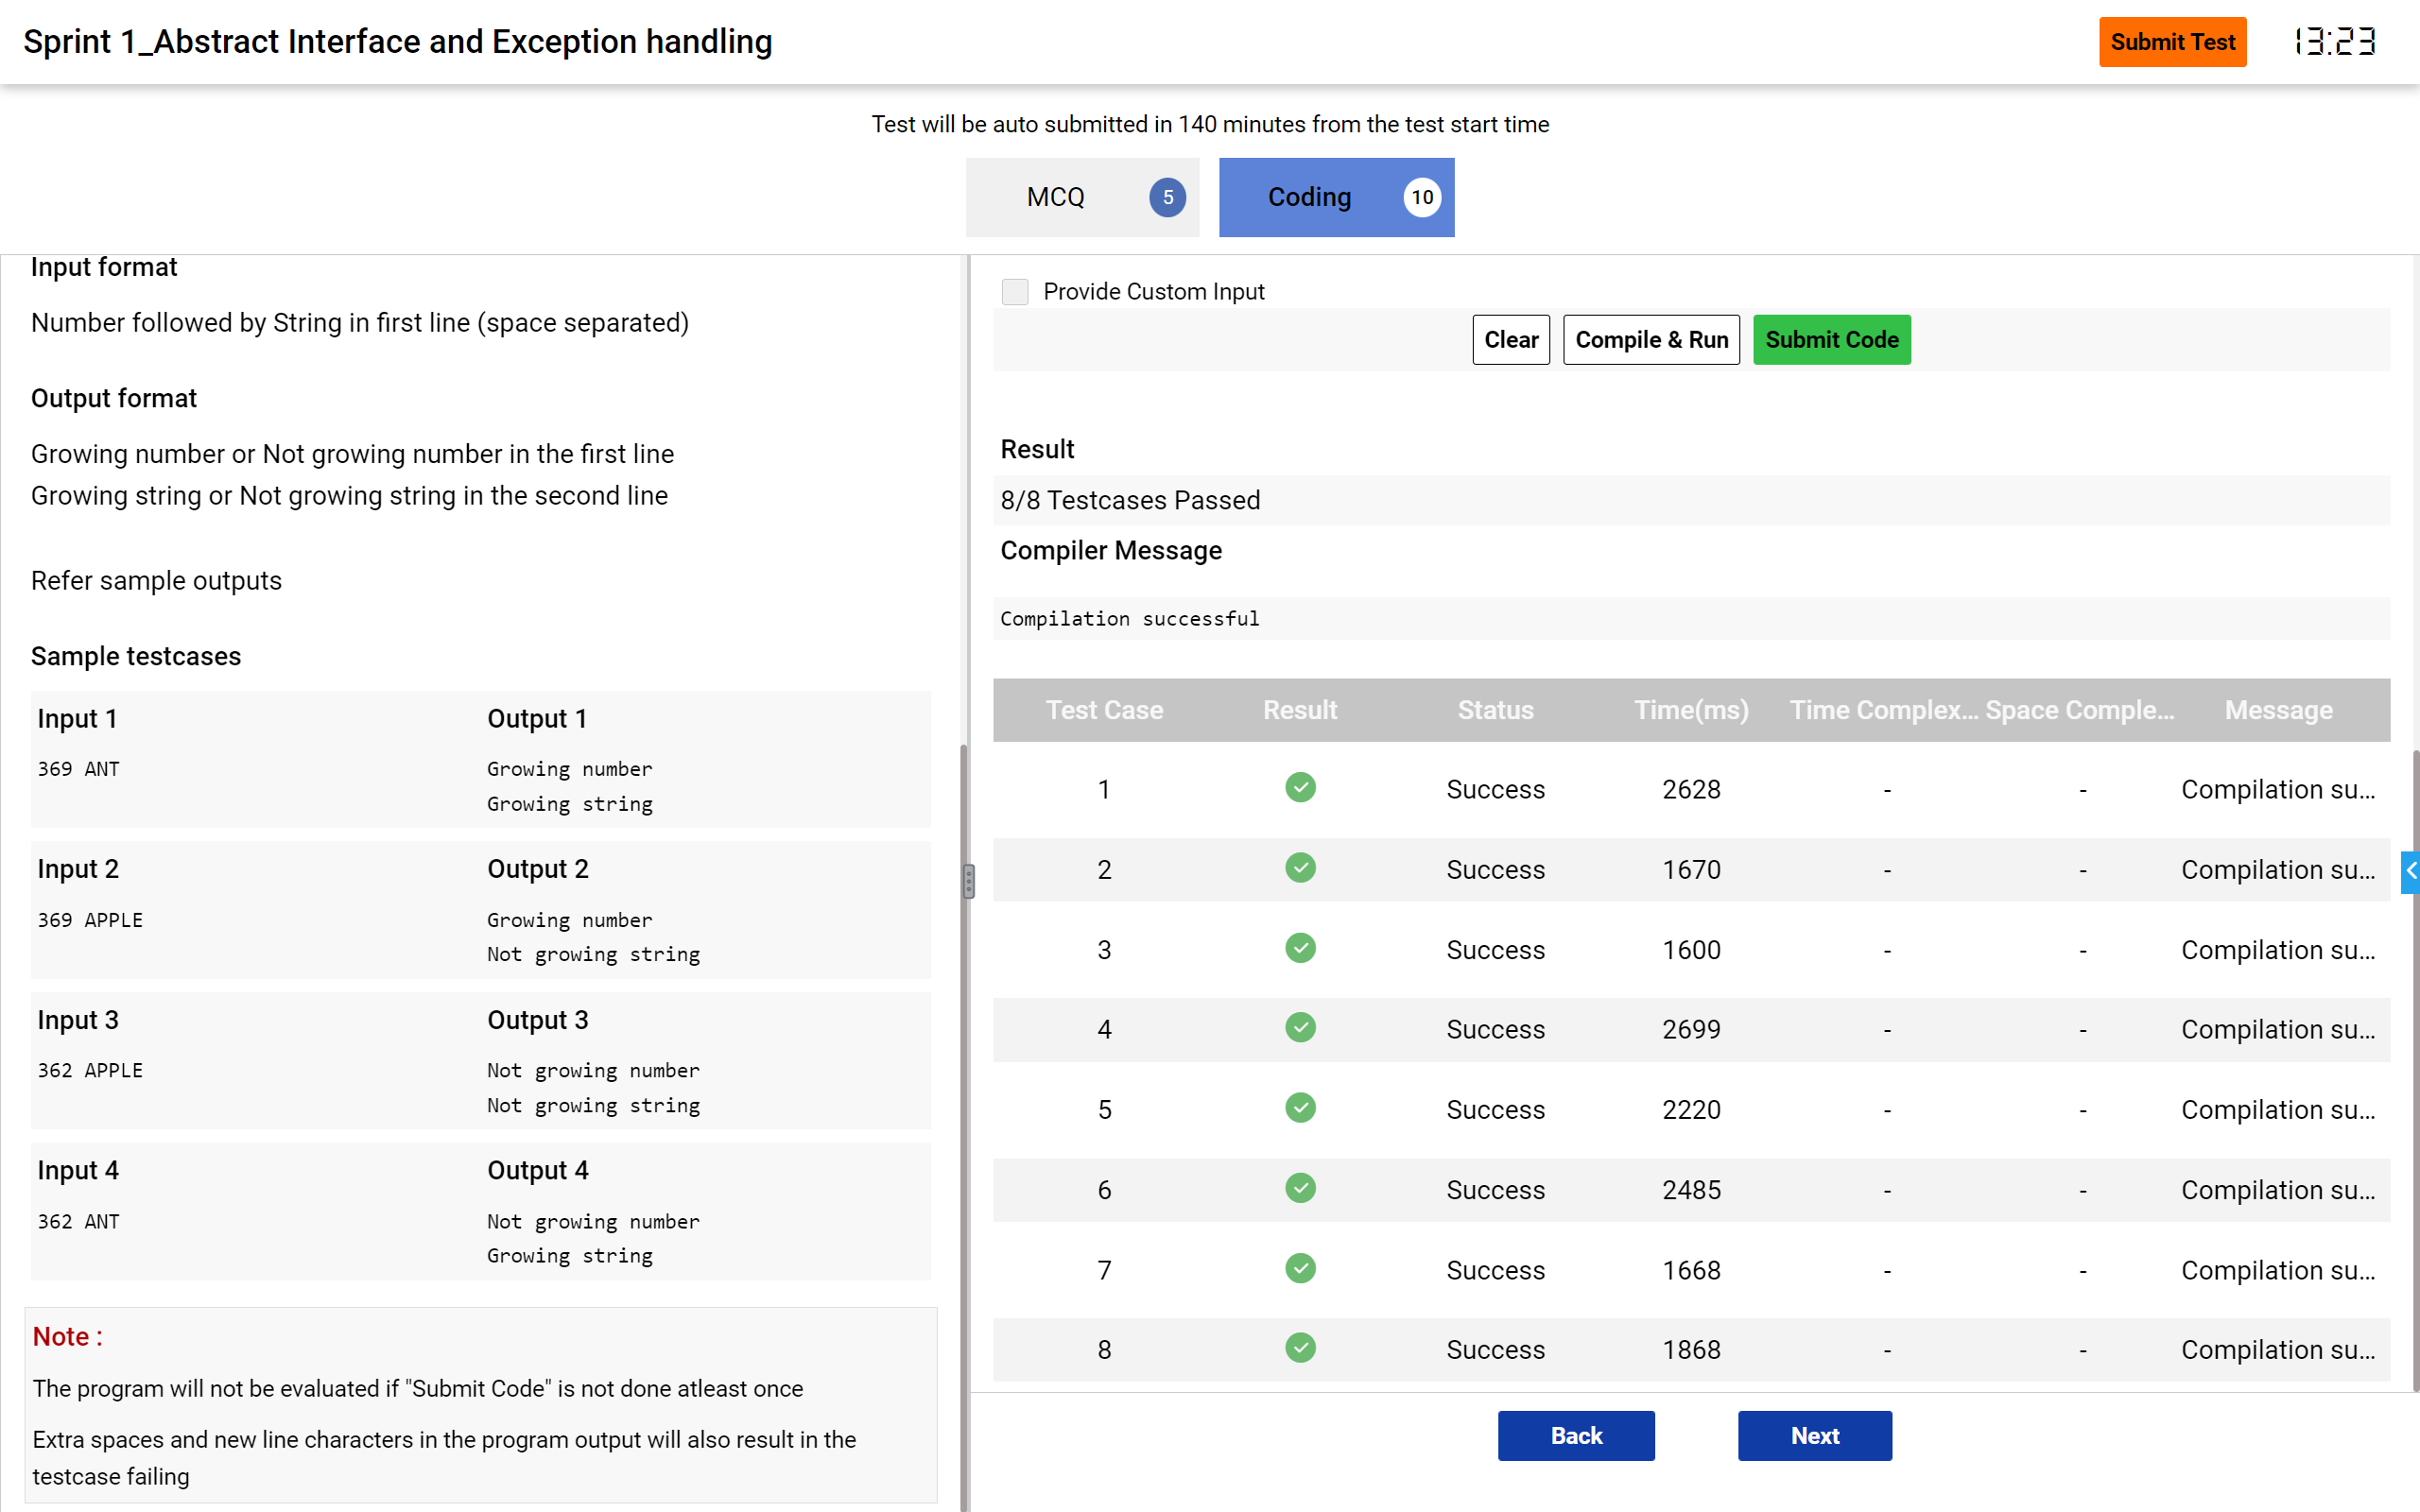 Sprint 1_Abstract Interface and Exception handling
Submit Test
13:23
Test will be auto submitted in 140 minutes from the test start time
MCQ 5
Coding 10
Input format
Number followed by String in first line (space separated)
Output format
Growing number or Not growing number in the first line
Growing string or Not growing string in the second line
Refer sample outputs
Sample testcases
Input 1 Output 1
369 ANT Growing number
Growing string
Input 2 Output 2
369 APPLE Growing number
Not growing string
Input 3 Output 3
362 APPLE Not growing number
Not growing string
Input 4 Output 4
362 ANT Not growing number
Growing string
Note :
The program will not be evaluated if "Submit Code" is not done atleast once
Extra spaces and new line characters in the program output will also result in the
testcase failing
Provide Custom Input
Clear Compile & Run Submit Code
Result
8/8 Testcases Passed
Compiler Message
Compilation successful
Test Case Result Status Time(ms) Time Complex... Space Comple... Message
1 Success 2628 - - Compilation su...
2 Success 1670 - - Compilation su...
3 Success 1600 - - Compilation su...
4 Success 2699 - - Compilation su...
5 Success 2220 - - Compilation su...
6 Success 2485 - - Compilation su...
7 Success 1668 - - Compilation su...
8 Success 1868 - - Compilation su...
Back Next